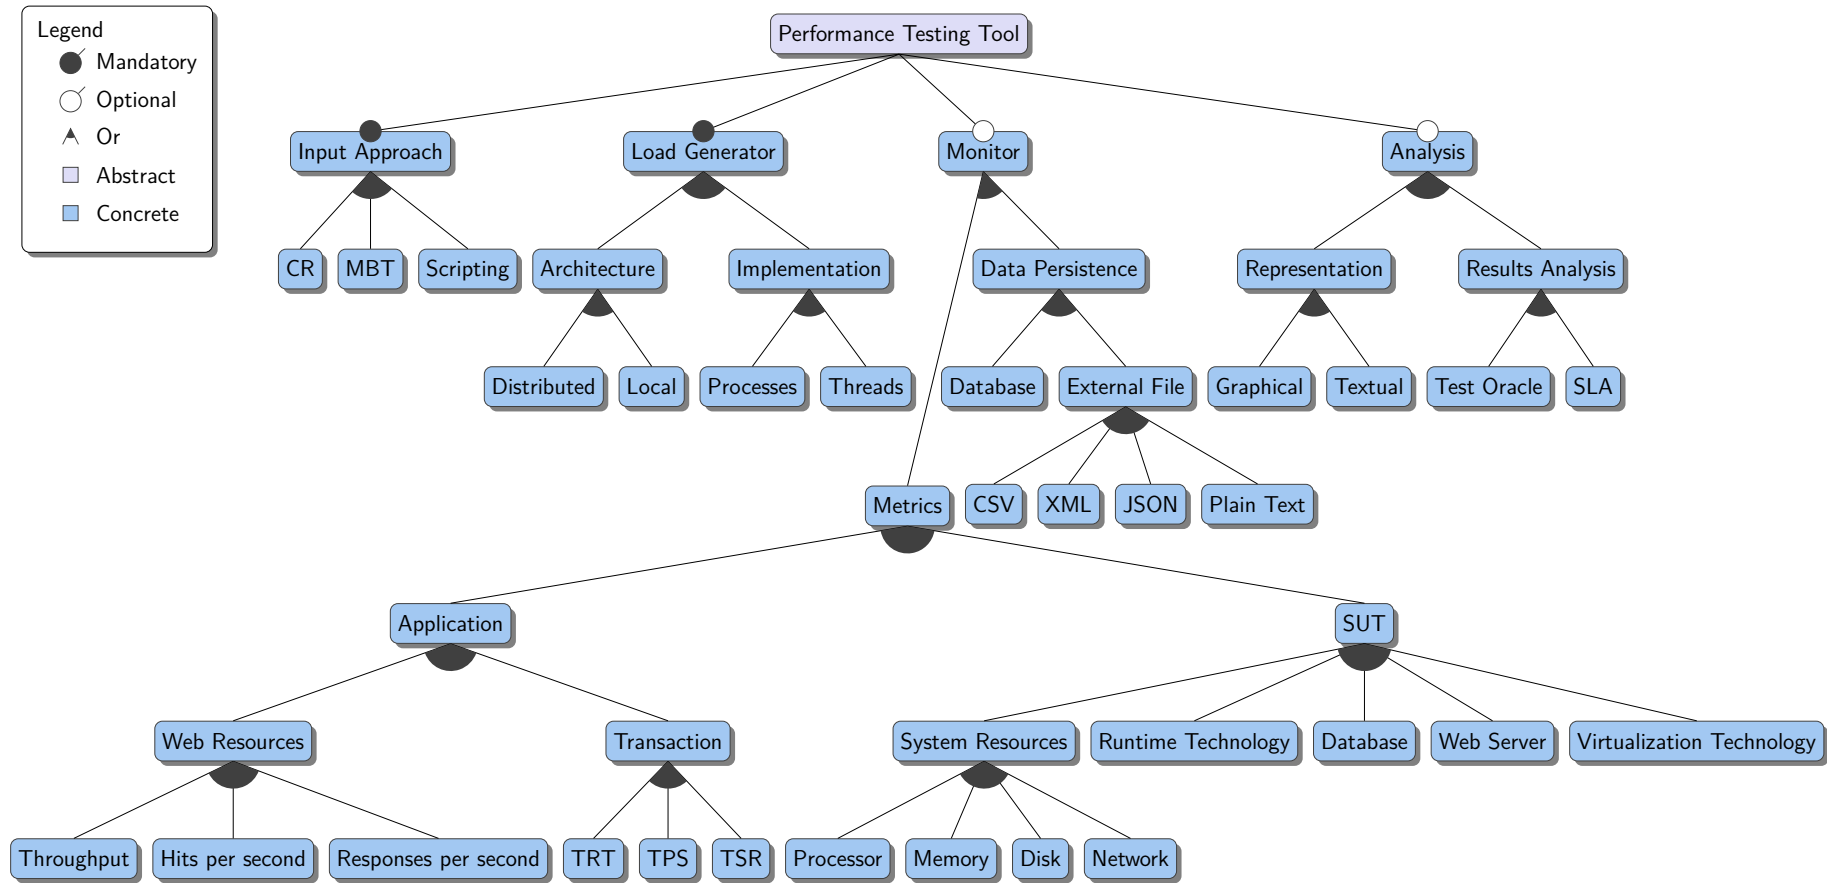 Legend
Mandatory
Optional
Or
Abstract
Concrete
Performance Testing Tool
Input Approach
Load Generator
Monitor
Analysis
CR
MBT
Scripting
Architecture
Implementation
Data Persistence
Representation
Results Analysis
Distributed
Local
Processes
Threads
Database
External File
Graphical
Textual
Test Oracle
SLA
Metrics
CSV
XML
JSON
Plain Text
Application
SUT
Web Resources
Transaction
System Resources
Runtime Technology
Database
Web Server
Virtualization Technology
Throughput
Hits per second
Responses per second
TRT
TPS
TSR
Processor
Memory
Disk
Network